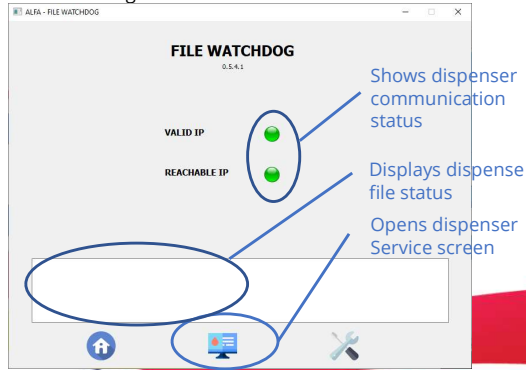 ALFA - FILE WATCHDOG
FILE WATCHDOG
0.5.4.1
Shows dispenser
communication
status
VALID IP
REACHABLE IP
Displays dispense
file status
Opens dispenser
Service screen